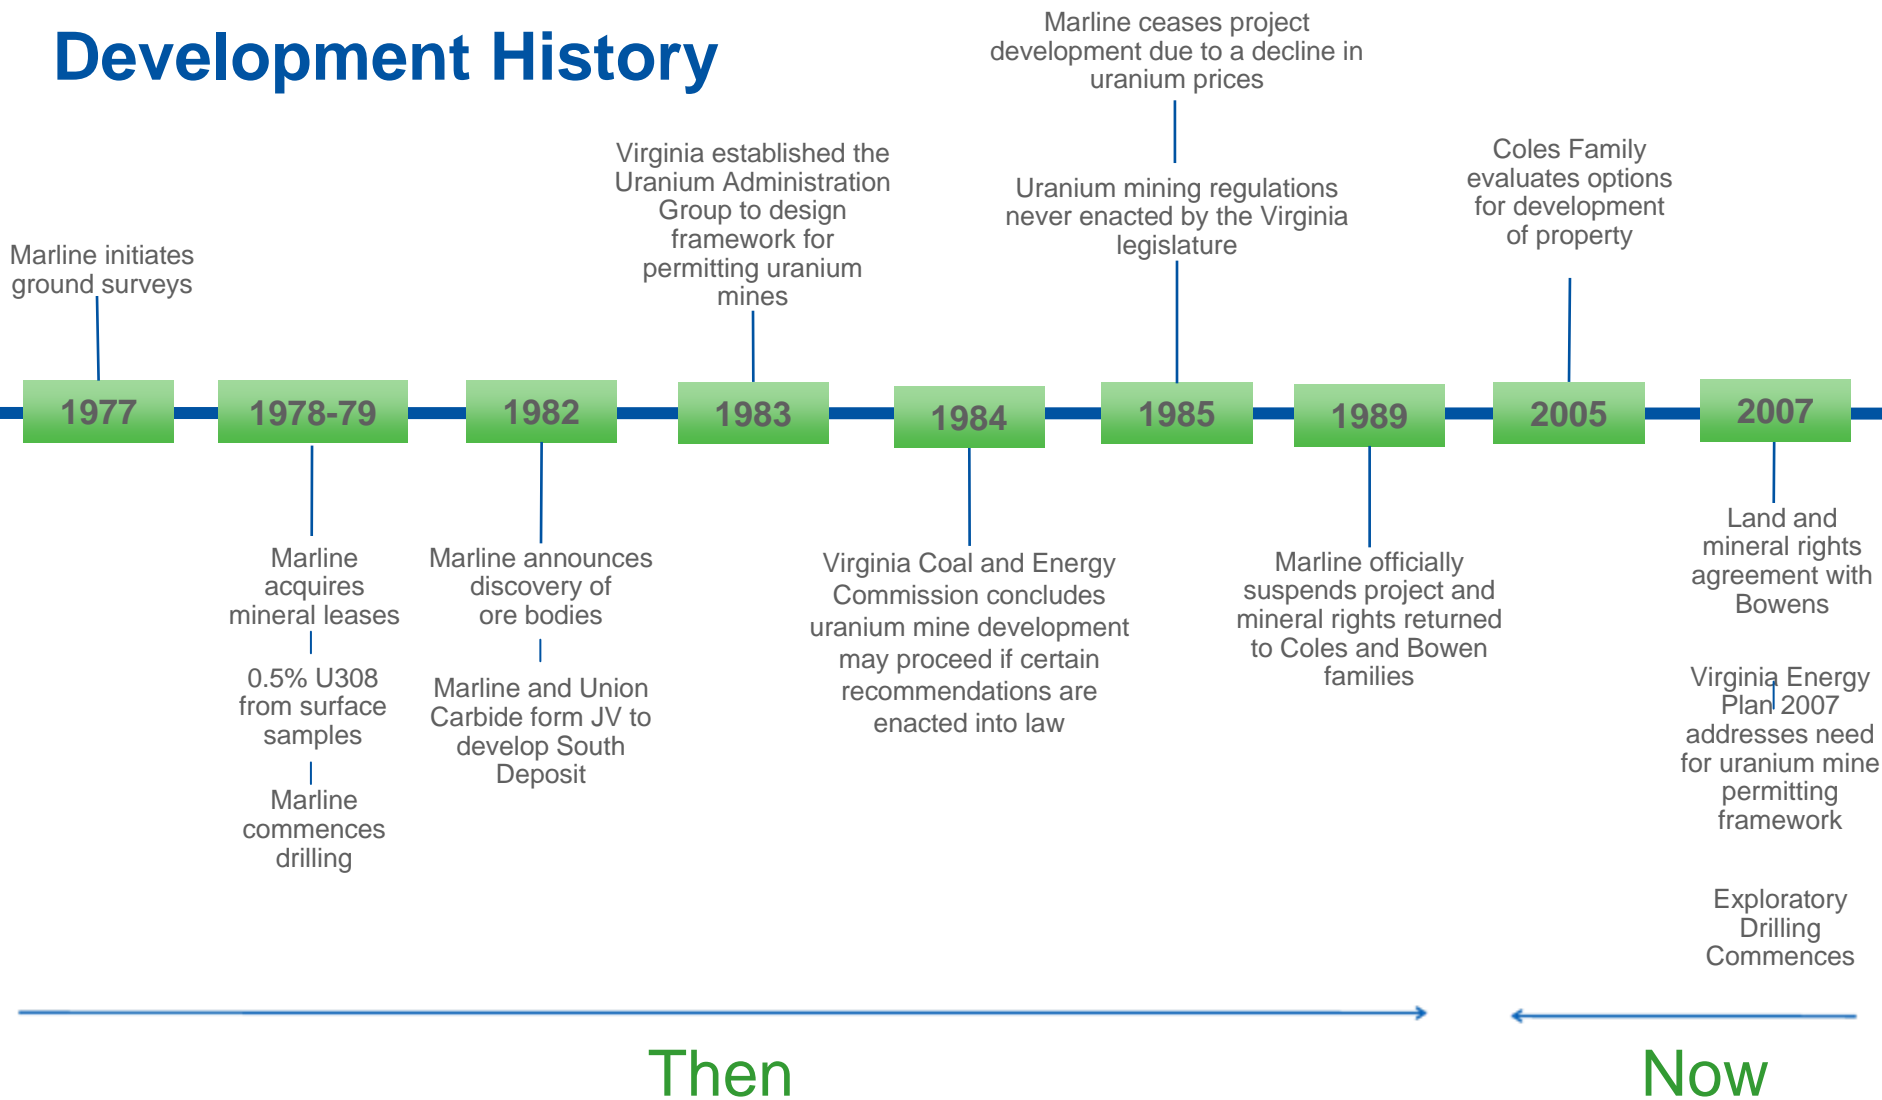 Development History
Marline ceases project
development due to a decline in
uranium prices
Virginia established the
Uranium Administration
Group to design
framework for
permitting uranium
mines
Uranium mining regulations
never enacted by the Virginia
legislature
Coles Family
evaluates options
for development
of property
Marline initiates
ground surveys
1977
1978-79
1982
1983
1984
1985
1989
2005
2007
Marline
acquires
mineral leases
0.5% U308
from surface
samples
Marline
commences
drilling
Marline announces
discovery of
ore bodies
Marline and Union
Carbide form JV to
develop South
Deposit
Virginia Coal and Energy
Commission concludes
uranium mine development
may proceed if certain
recommendations are
enacted into law
Marline officially
suspends project and
mineral rights returned
to Coles and Bowen
families
Land and
mineral rights
agreement with
Bowens
Virginia Energy
Plan 2007
addresses need
for uranium mine
permitting
framework
Exploratory
Drilling
Commences
Then
Now